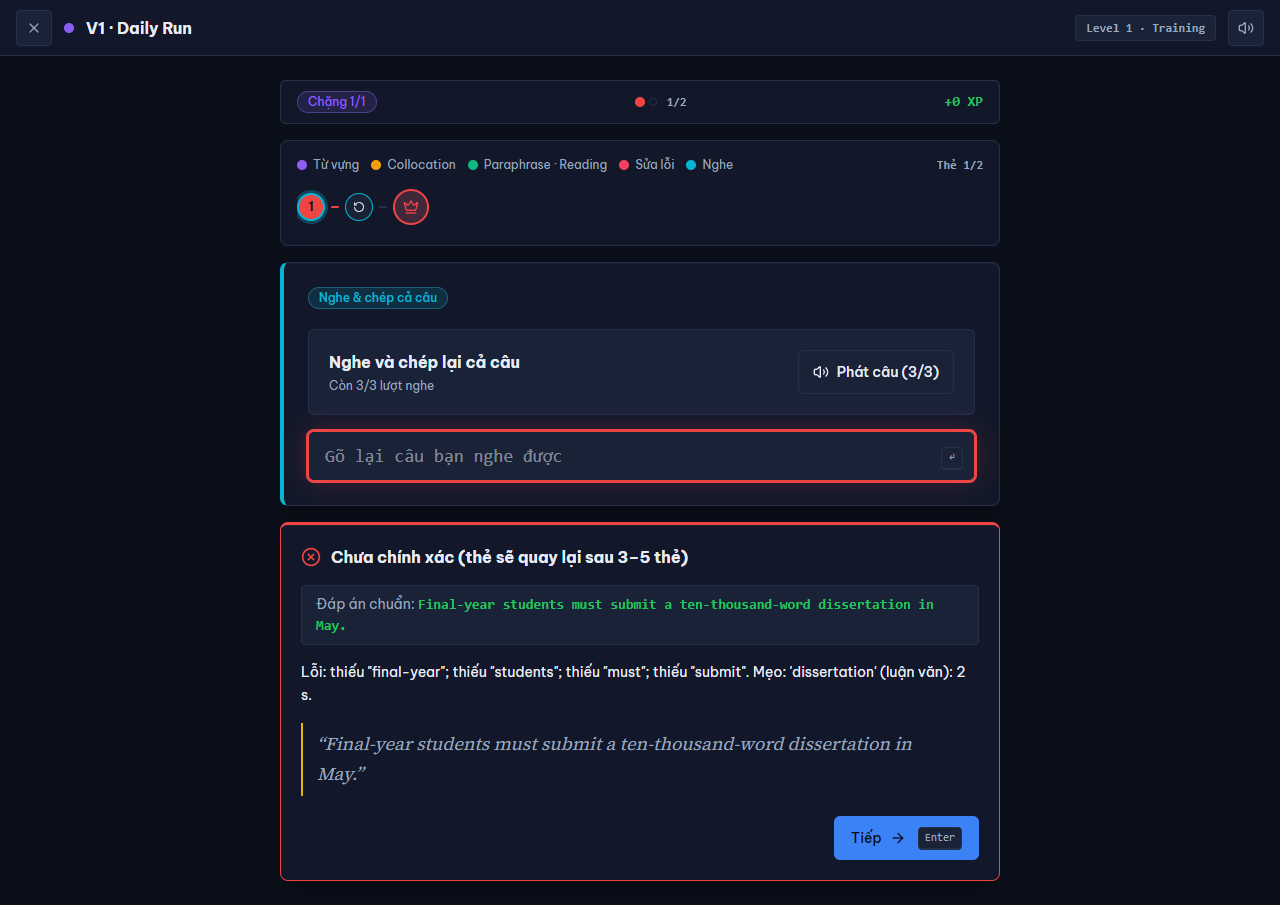 V1 · Daily Run
Level 1 · Training
Chặng 1/1
1/2
+0 XP
Từ vựng
Collocation
Paraphrase · Reading
Sửa lỗi
Nghe
Thẻ 1/2
1
Nghe & chép cả câu
Nghe và chép lại cả câu
Còn 3/3 lượt nghe
Phát câu (3/3)
Gõ lại câu bạn nghe được
↵
Chưa chính xác (thẻ sẽ quay lại sau 3–5 thẻ)
Đáp án chuẩn: Final-year students must submit a ten-thousand-word dissertation in
May.
Lỗi: thiếu "final-year"; thiếu "students"; thiếu "must"; thiếu "submit". Mẹo: 'dissertation' (luận văn): 2
s.
“Final-year students must submit a ten-thousand-word dissertation in
May.”
Tiếp → Enter